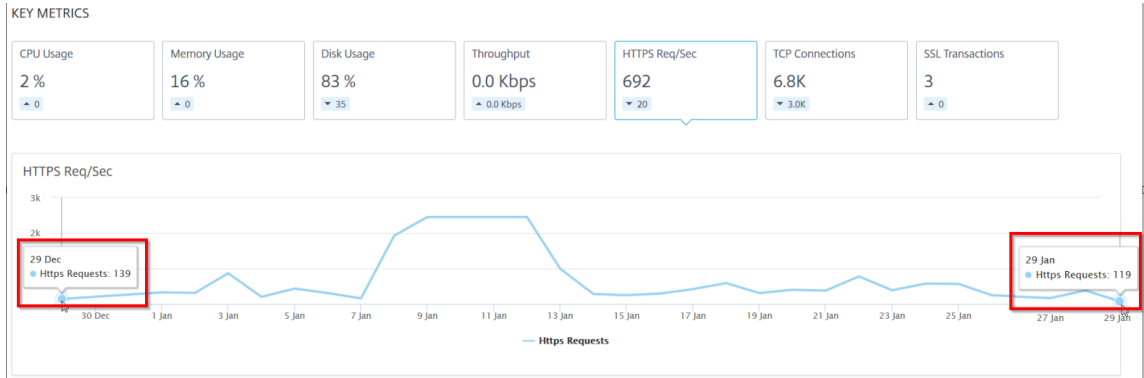 KEY METRICS
CPU Usage
2 %
0
Memory Usage
16 %
0
Disk Usage
83 %
35
Throughput
0.0 Kbps
0.0 Kbps
HTTPS Req/Sec
692
20
TCP Connections
6.8K
3.0K
SSL Transactions
3
0
HTTPS Req/Sec
3k
2k
29 Dec
Https Requests: 139
29 Jan
Https Requests: 119
30 Dec 1 Jan 3 Jan 5 Jan 7 Jan 9 Jan 11 Jan 13 Jan 15 Jan 17 Jan 19 Jan 21 Jan 23 Jan 25 Jan 27 Jan 29 Jan
Https Requests